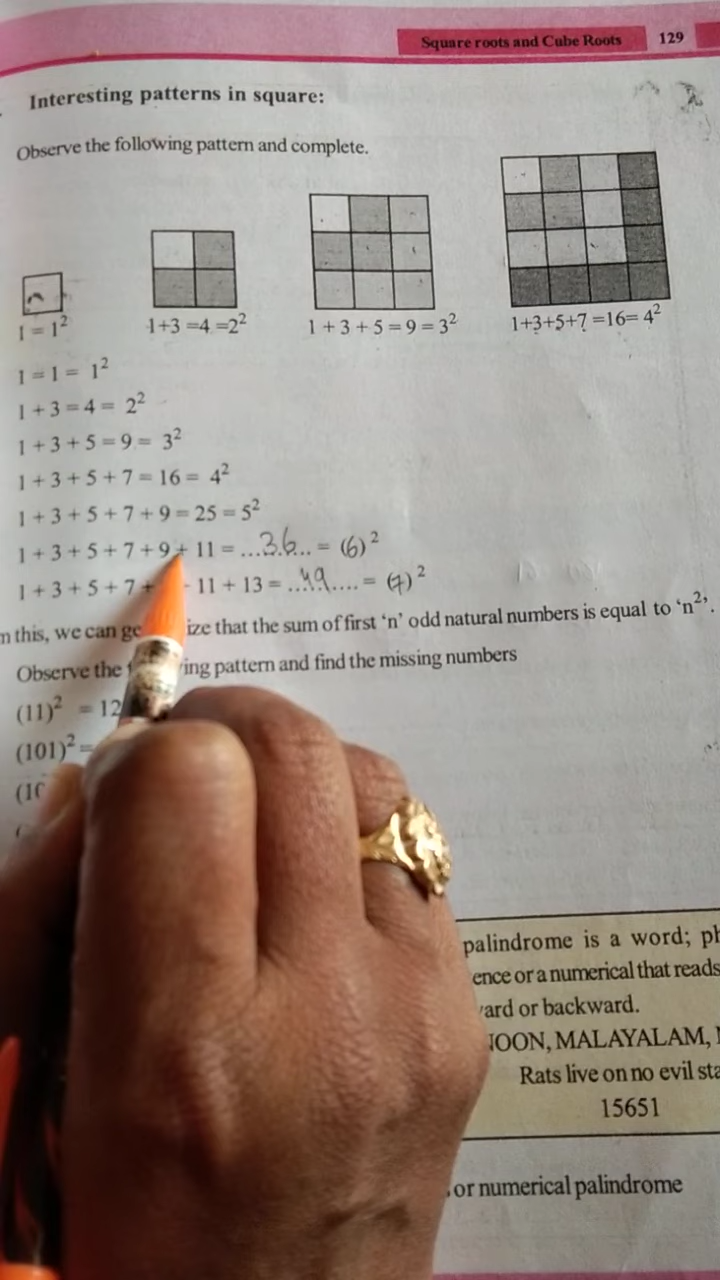 Square roots and Cube Roots 129
Interesting patterns in square:
Observe the following pattern and complete.
1 = 1²
1+3 =4 =2²
1 + 3 + 5 = 9 = 3²
1+3+5+7 =16= 4²
1 = 1 = 1²
1 + 3 = 4 = 2²
1 + 3 + 5 = 9 = 3²
1 + 3 + 5 + 7 = 16 = 4²
1 + 3 + 5 + 7 + 9 = 25 = 5²
1 + 3 + 5 + 7 + 9 + 11 = ...36... = (6)²
1 + 3 + 5 + 7 + - 11 + 13 = ...49.... = (7)²
this, we can ize that the sum of first 'n' odd natural numbers is equal to 'n²'.
Observe the ing pattern and find the missing numbers
(11)² = 12
(101)² =
(10
palindrome is a word;
ence or a numerical that reads
ard or backward.
NOON, MALAYALAM,
Rats live on no evil sta
15651
or numerical palindrome